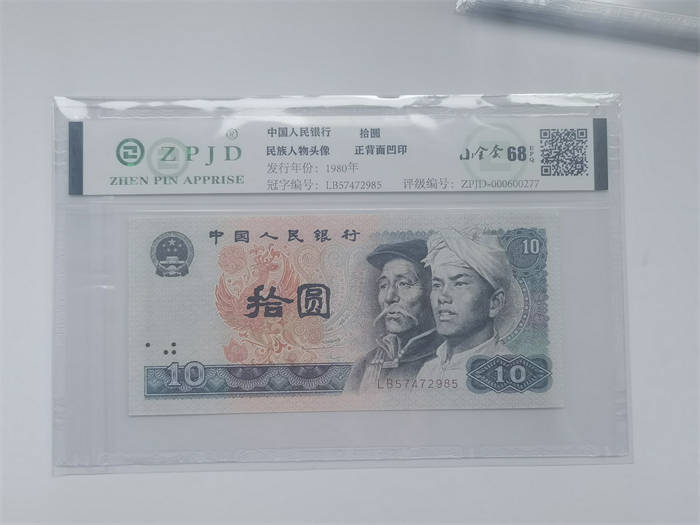 ZPJD ®
ZHEN PIN APPRISE
中国人民银行 拾圆
民族人物头像 正背面凹印
发行年份: 1980年
冠字编号: LB57472985 评级编号: ZPJD-000600277
68 EPQ
中国人民银行
10
拾圆
10
LB57472985
10